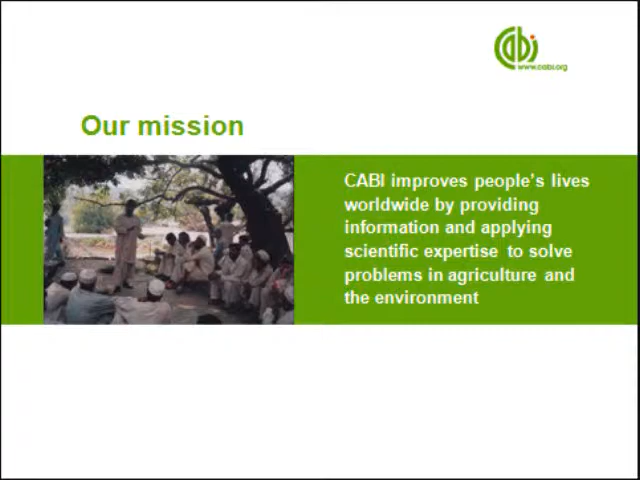 cabi
www.cabi.org
Our mission
CABI improves people's lives
worldwide by providing
information and applying
scientific expertise to solve
problems in agriculture and
the environment